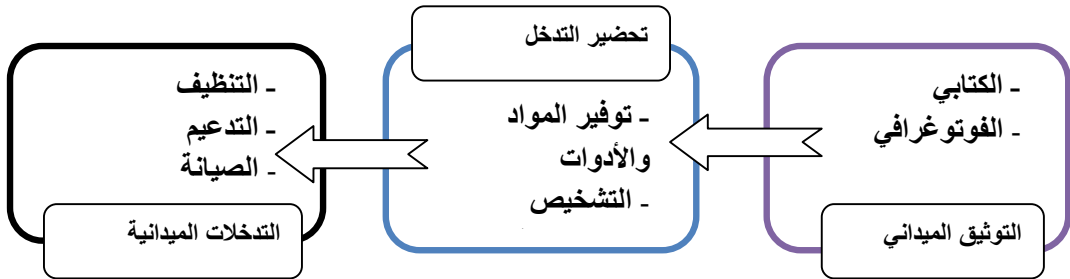 - الكتابي
- الفوتوغرافي
التوثيق الميداني
تحضير التدخل
- توفير المواد
والأدوات
- التشخيص
- التنظيف
- التدعيم
- الصيانة
التدخلات الميدانية